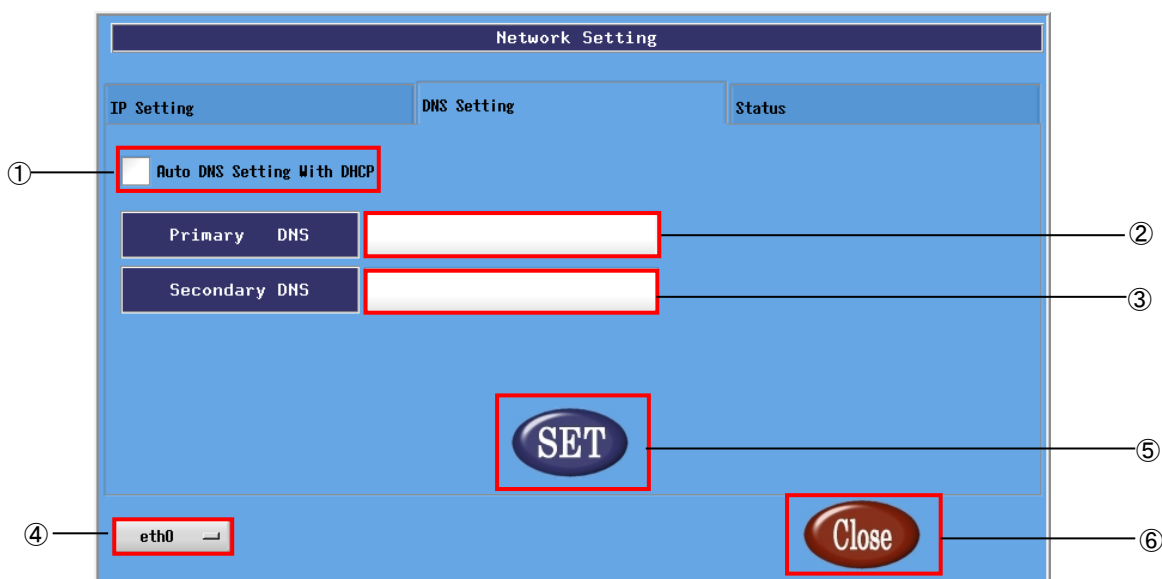 Network Setting
IP Setting
DNS Setting
Status
① Auto DNS Setting With DHCP
Primary DNS ②
Secondary DNS ③
SET ⑤
④ eth0
Close ⑥